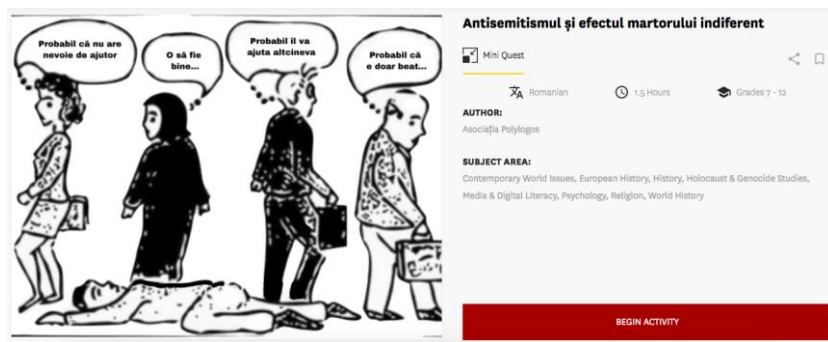 Probabil că nu are
nevoie de ajutor
O să fie
bine...
Probabil îl va
ajuta altcineva
Probabil că
e doar beat...
Antisemitismul și efectul martorului indiferent
Mini Quest
Romanian
1.5 Hours
Grades 7 - 12
AUTHOR:
Asociația Polylogos
SUBJECT AREA:
Contemporary World Issues, European History, History, Holocaust & Genocide Studies,
Media & Digital Literacy, Psychology, Religion, World History
BEGIN ACTIVITY